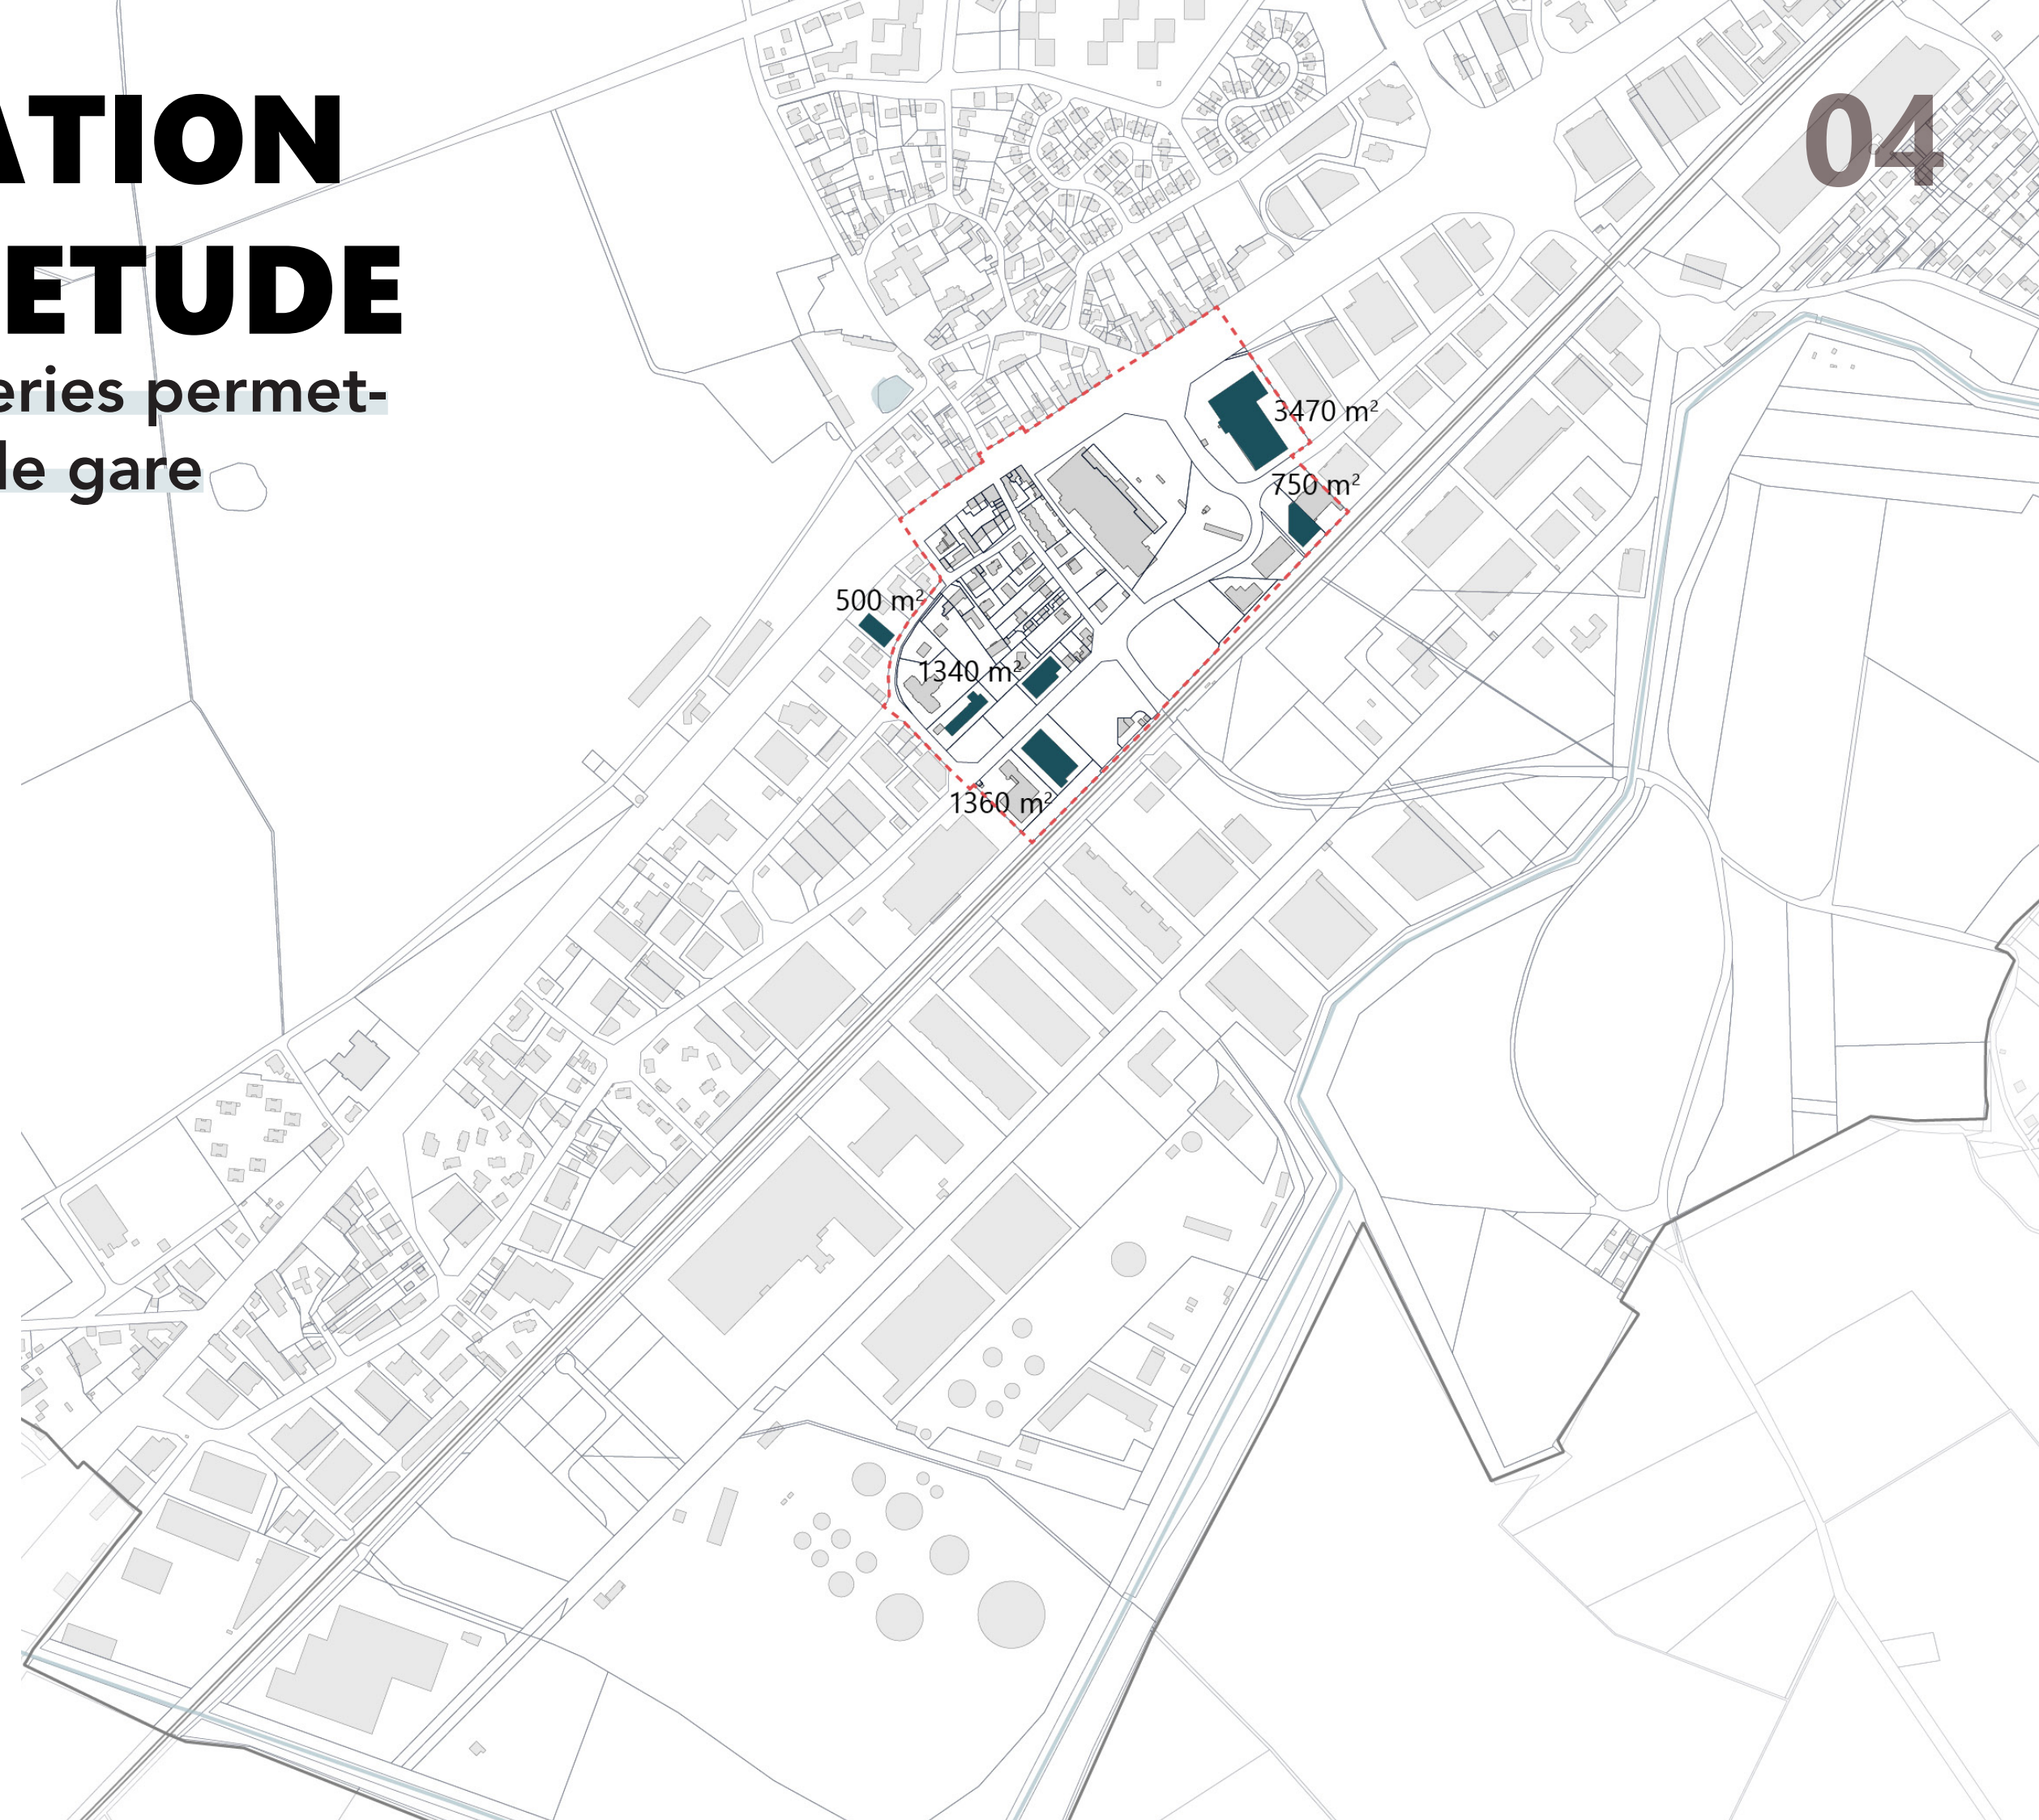 ATION
04
ETUDE
eries permet-
le gare
3470 m²
750 m²
500 m²
1340 m²
1360 m²